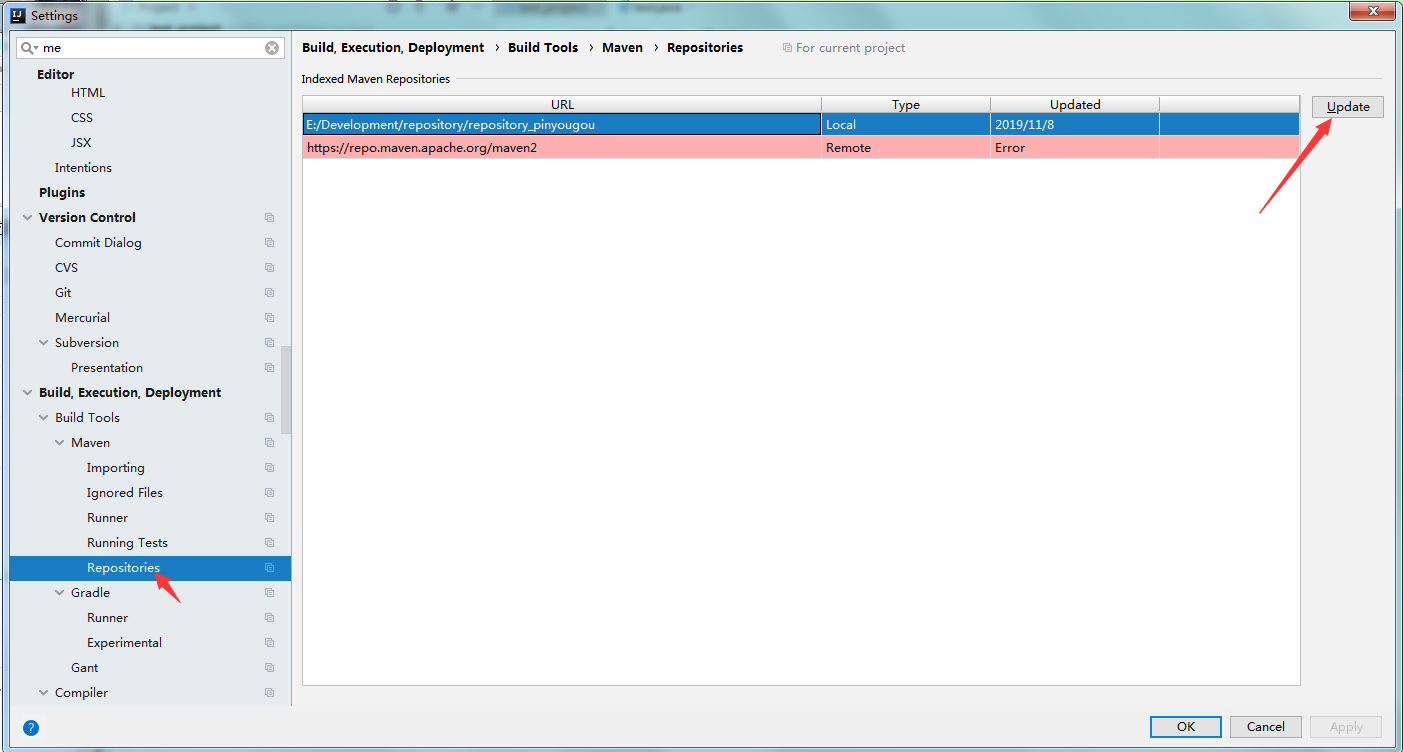 Settings
me
Editor
HTML
CSS
JSX
Intentions
Plugins
Version Control
Commit Dialog
CVS
Git
Mercurial
Subversion
Presentation
Build, Execution, Deployment
Build Tools
Maven
Importing
Ignored Files
Runner
Running Tests
Repositories
Gradle
Runner
Experimental
Gant
Compiler
Build, Execution, Deployment › Build Tools › Maven › Repositories For current project
Indexed Maven Repositories
URL Type Updated
E:/Development/repository/repository_pinyougou Local 2019/11/8
https://repo.maven.apache.org/maven2 Remote Error
Update
?
OK Cancel Apply